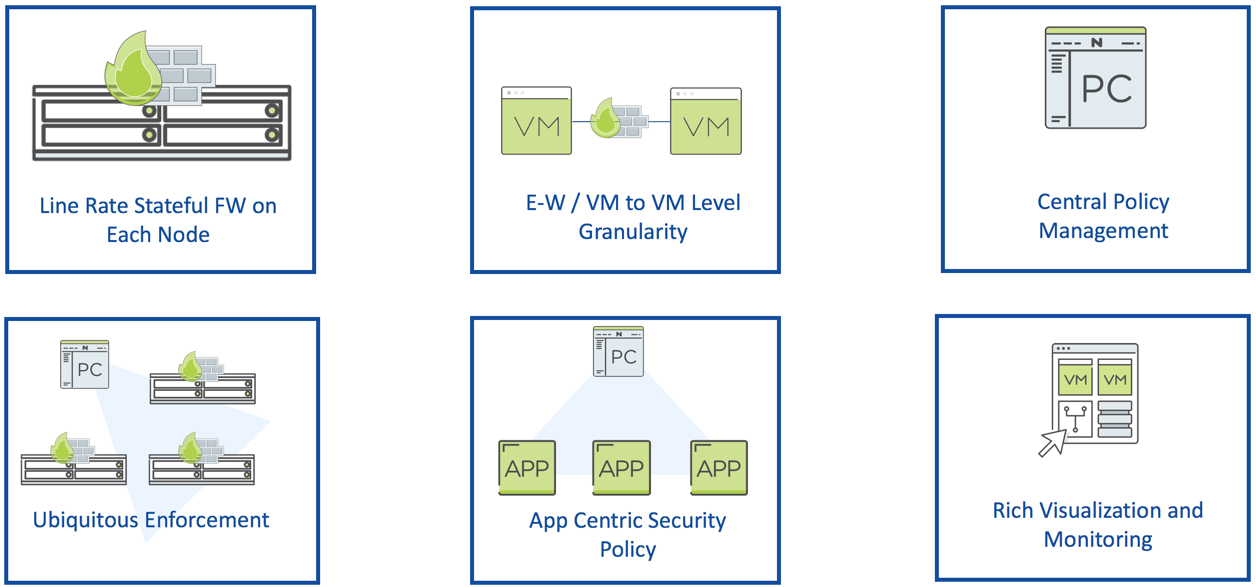 Line Rate Stateful FW on
Each Node
VM
VM
E-W / VM to VM Level
Granularity
N
PC
Central Policy
Management
N
PC
Ubiquitous Enforcement
N
PC
APP
APP
APP
App Centric Security
Policy
VM
VM
Rich Visualization and
Monitoring